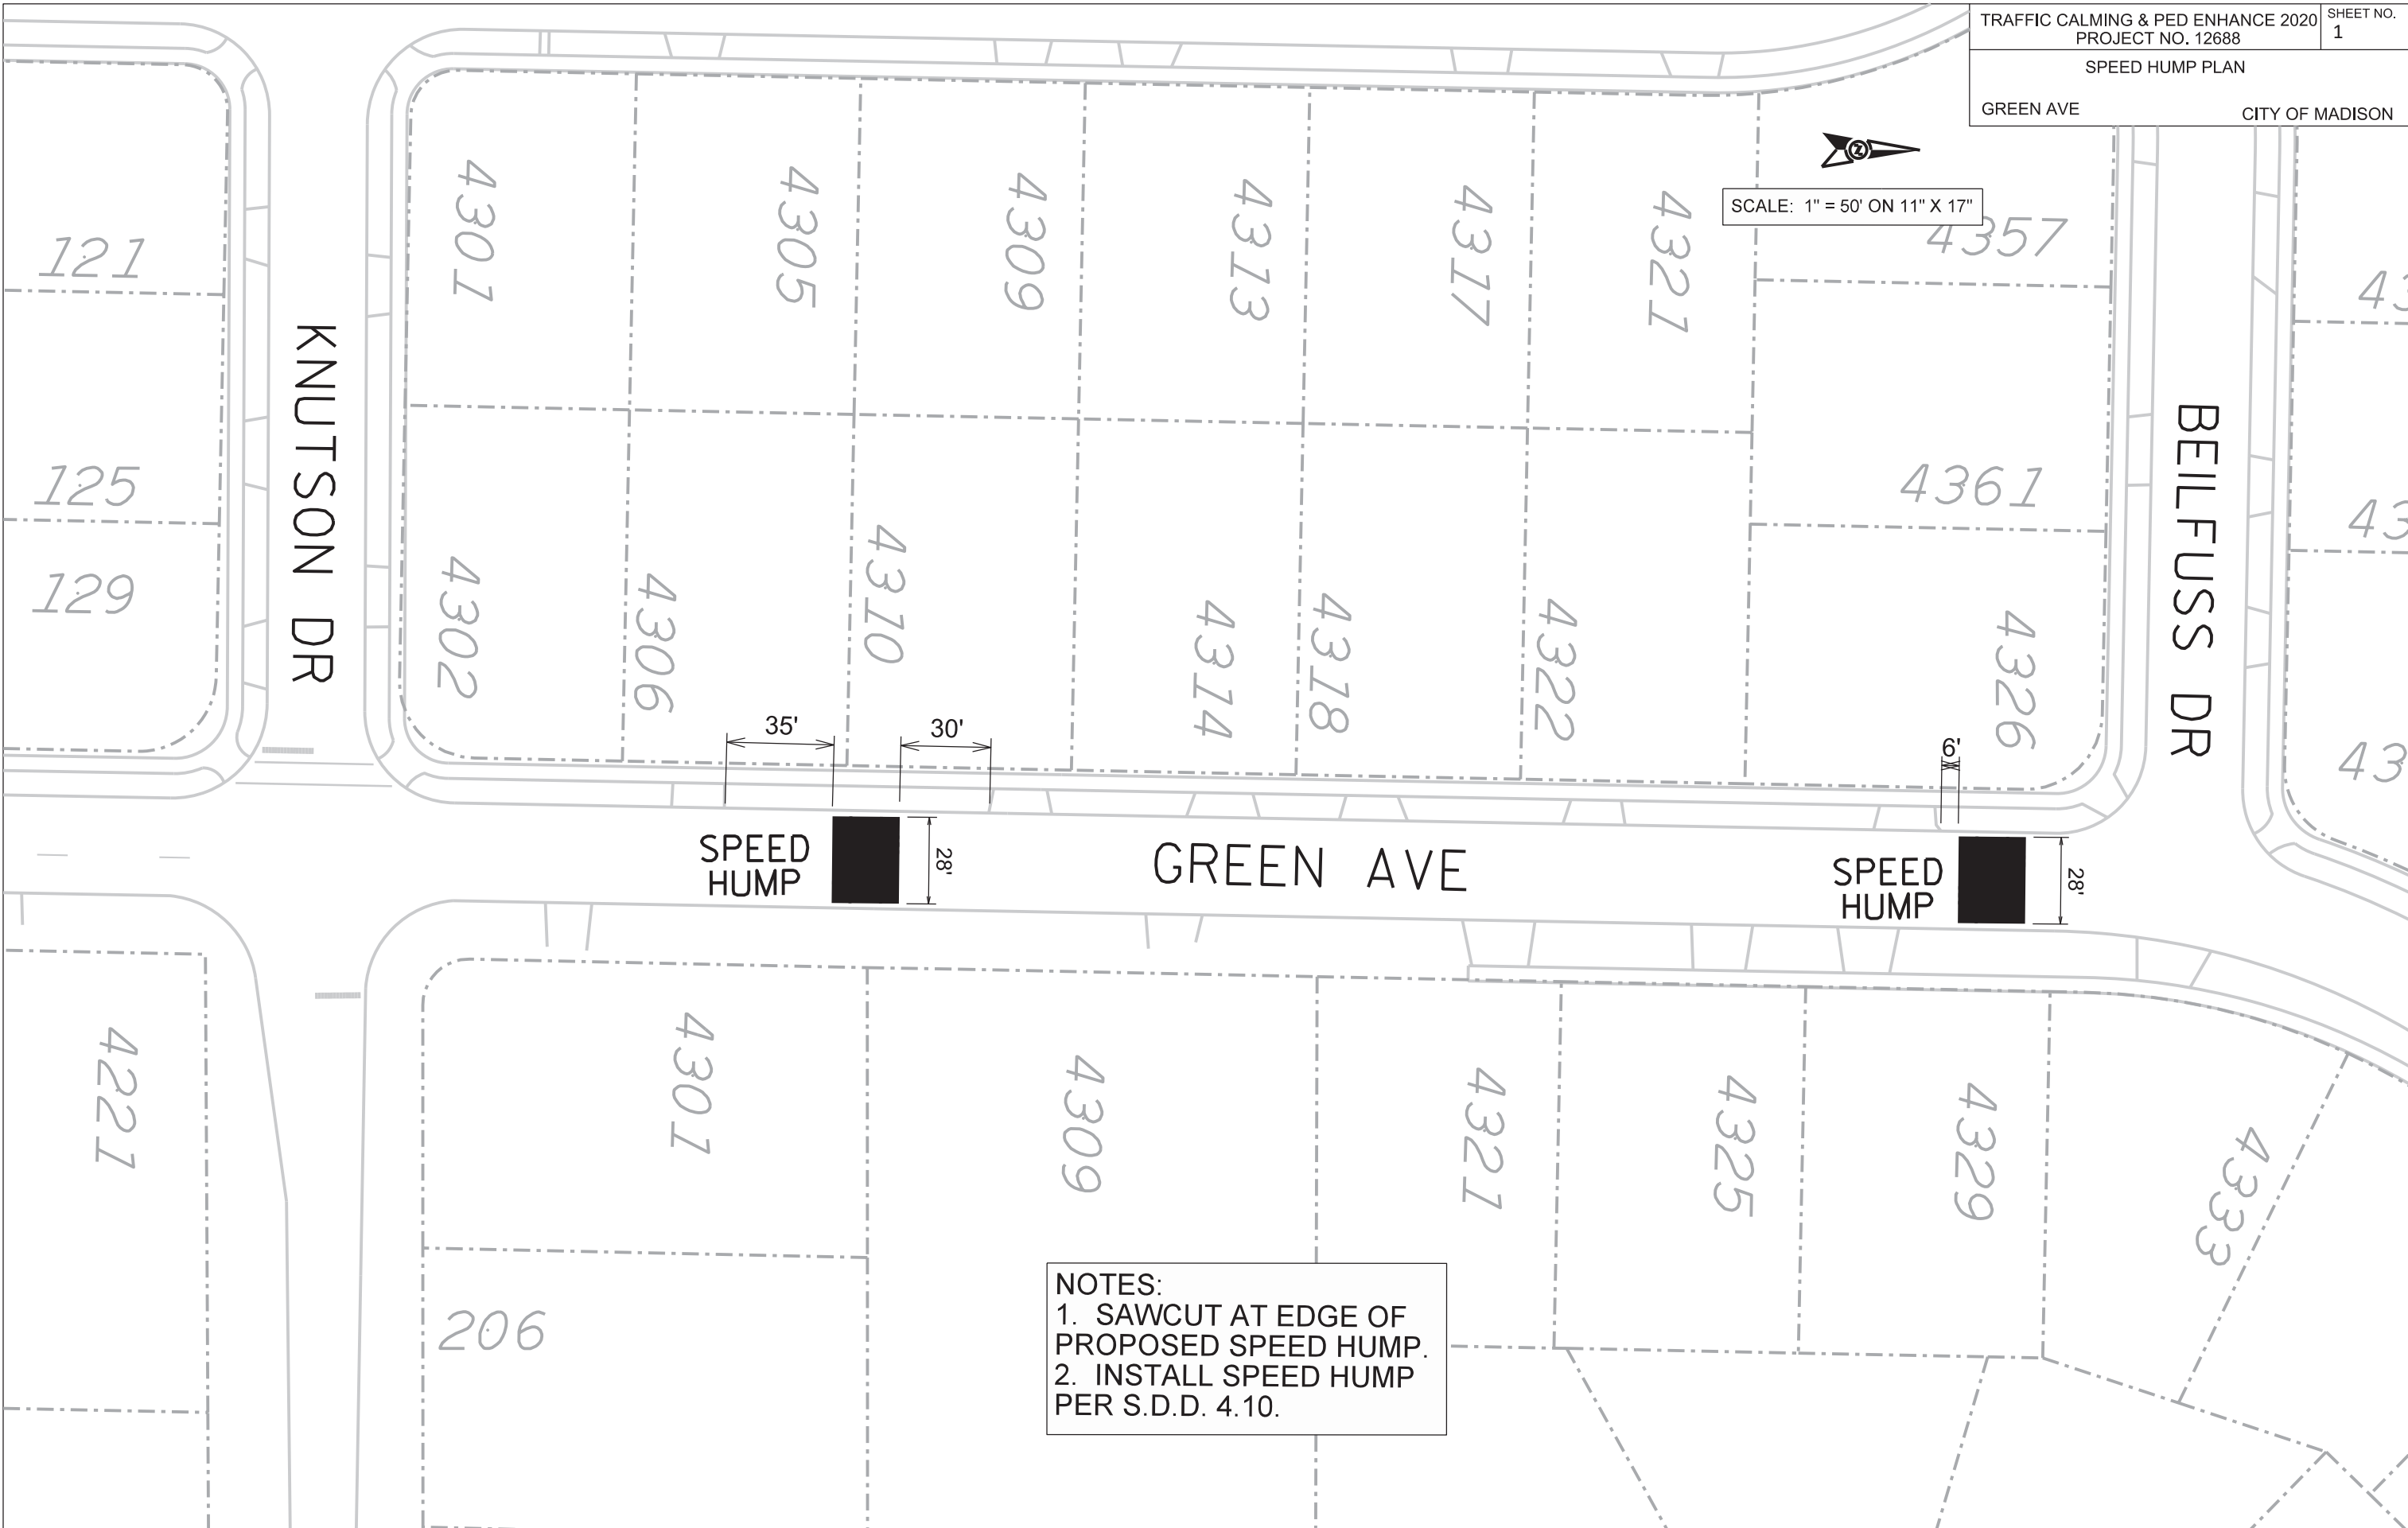 TRAFFIC CALMING & PED ENHANCE 2020
PROJECT NO. 12688
SHEET NO.
1
SPEED HUMP PLAN
GREEN AVE
CITY OF MADISON
Z
SCALE: 1" = 50' ON 11" X 17"
121
125
129
KNUTSON DR
4301
4305
4309
4313
4317
4321
4357
4361
BEILFUSS DR
4302
4306
4310
4314
4318
4322
4326
35'
30'
6'
SPEED
HUMP
28'
GREEN AVE
SPEED
HUMP
28'
4221
4301
4309
4321
4325
4329
4333
206
NOTES:
1. SAWCUT AT EDGE OF
PROPOSED SPEED HUMP.
2. INSTALL SPEED HUMP
PER S.D.D. 4.10.